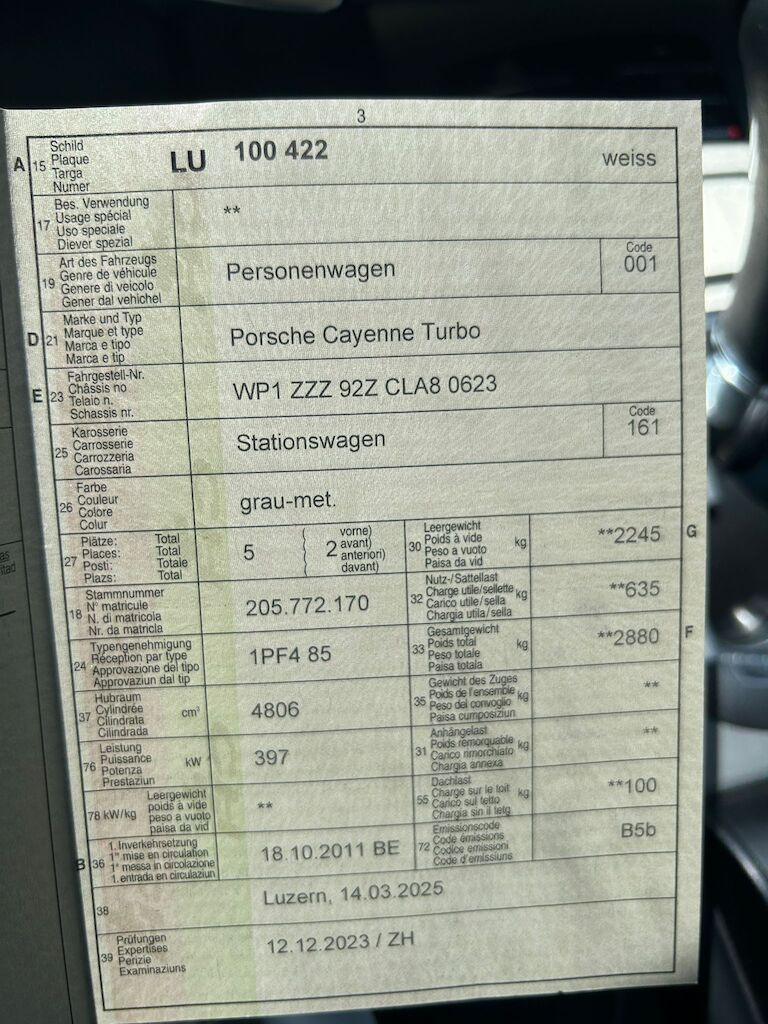 3
A 15 Schild
Plaque
Targa
Numer
LU 100 422 weiss
17 Bes. Verwendung
Usage spécial
Uso speciale
Diever spezial
**
19 Art des Fahrzeugs
Genre de véhicule
Genere di veicolo
Gener dal vehichel
Personenwagen
Code
001
D 21 Marke und Typ
Marque et type
Marca e tipo
Marca e tip
Porsche Cayenne Turbo
E 23 Fahrgestell-Nr.
Châssis no
Telaio n.
Schassis nr.
WP1 ZZZ 92Z CLA8 0623
25 Karosserie
Carrosserie
Carrozzeria
Carossaria
Stationswagen
Code
161
26 Farbe
Couleur
Colore
Colur
grau-met.
27 Plätze: Total
Places: Total
Posti: Totale
Plazs: Total
5 ( 2 vorne)
avant)
anteriori)
davant)
30 Leergewicht
Poids à vide
Peso a vuoto
Paisa da vid
kg
**2245 G
18 Stammnummer
N° matricule
N. di matricola
Nr. da matricla
205.772.170
32 Nutz-/Sattellast
Charge utile/sellette
Carico utile/sella
Chargia utila/sella
kg
**635
24 Typengenehmigung
Réception par type
Approvazione del tipo
Approvaziun dal tip
1PF4 85
33 Gesamtgewicht
Poids total
Peso totale
Paisa totala
kg
**2880 F
37 Hubraum
Cylindrée
Cilindrata
Cilindrada
cm³
4806
35 Gewicht des Zuges
Poids de l'ensemble
Peso del convoglio
Paisa cumposiziun
kg
**
76 Leistung
Puissance
Potenza
Prestaziun
kW
397
31 Anhängelast
Poids remorquable
Carico rimorchiato
Chargia annexa
kg
**
78 kW/kg Leergewicht
poids à vide
peso a vuoto
paisa da vid
**
55 Dachlast
Charge sur le toit
Carico sul tetto
Chargia sin il tetg
kg
**100
B 36 1. Inverkehrsetzung
1re mise en circulation
1a messa in circolazione
1. entrada en circulaziun
18.10.2011 BE
72 Emissionscode
Code émissions
Codice emissioni
Code d'emissiuns
B5b
38 Luzern, 14.03.2025
39 Prüfungen
Expertises
Perizie
Examinaziuns
12.12.2023 / ZH